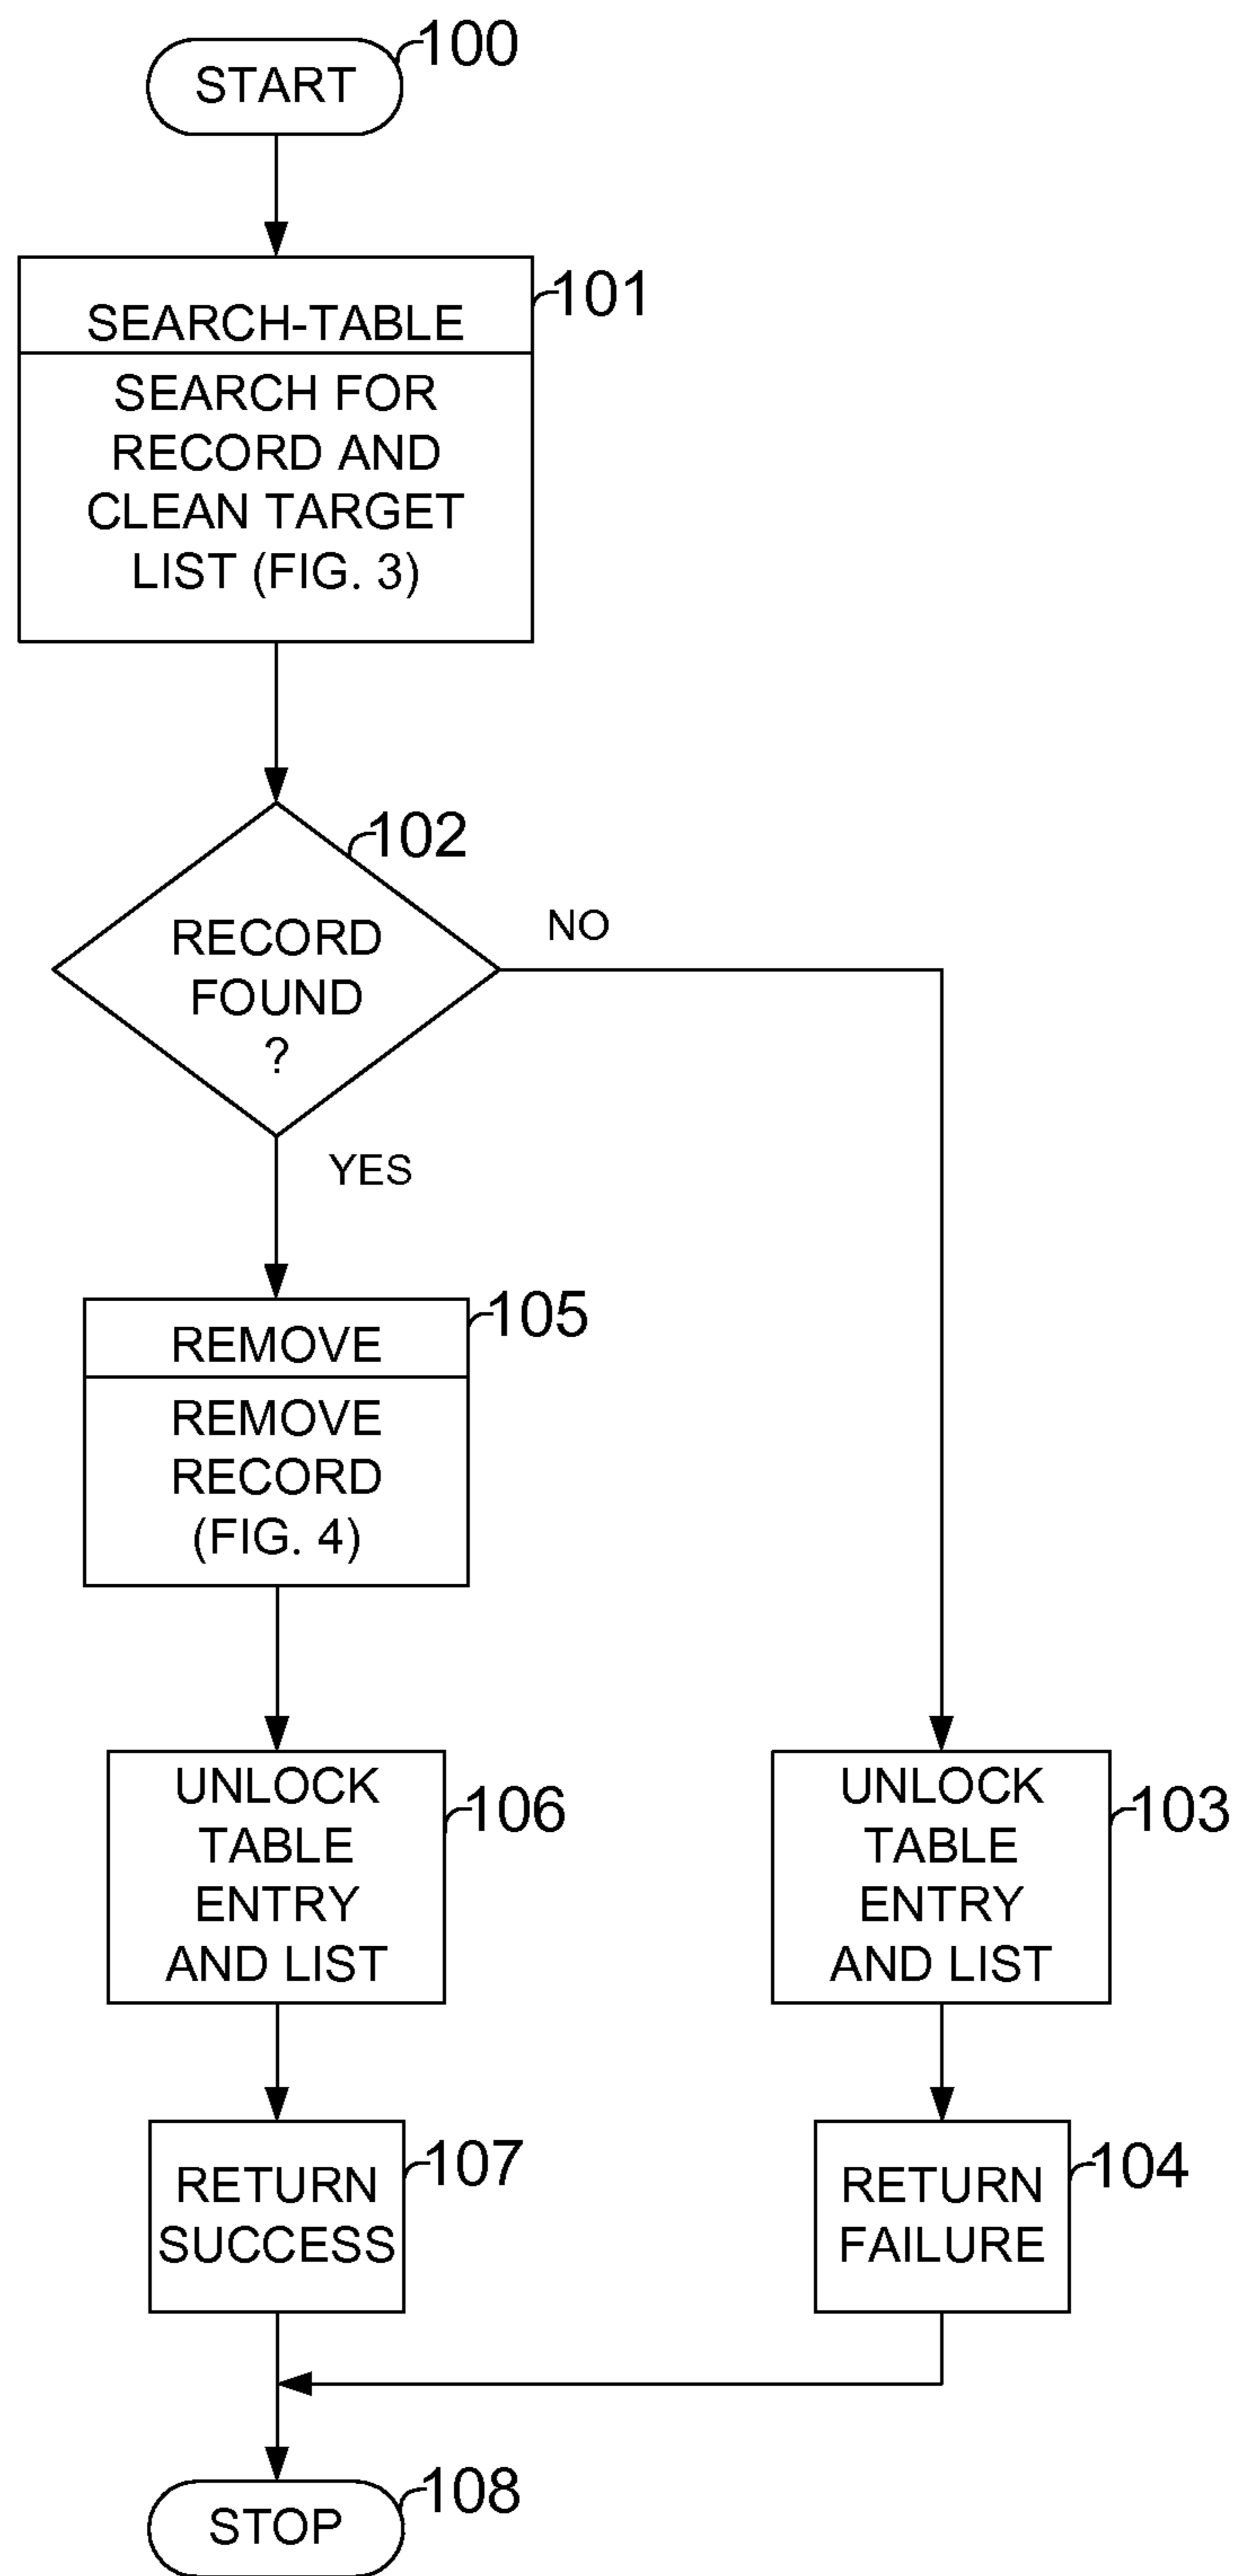 100
START
101
SEARCH-TABLE
SEARCH FOR
RECORD AND
CLEAN TARGET
LIST (FIG. 3)
102
RECORD
FOUND
?
NO
YES
105
REMOVE
REMOVE
RECORD
(FIG. 4)
106
UNLOCK
TABLE
ENTRY
AND LIST
103
UNLOCK
TABLE
ENTRY
AND LIST
107
RETURN
SUCCESS
104
RETURN
FAILURE
108
STOP